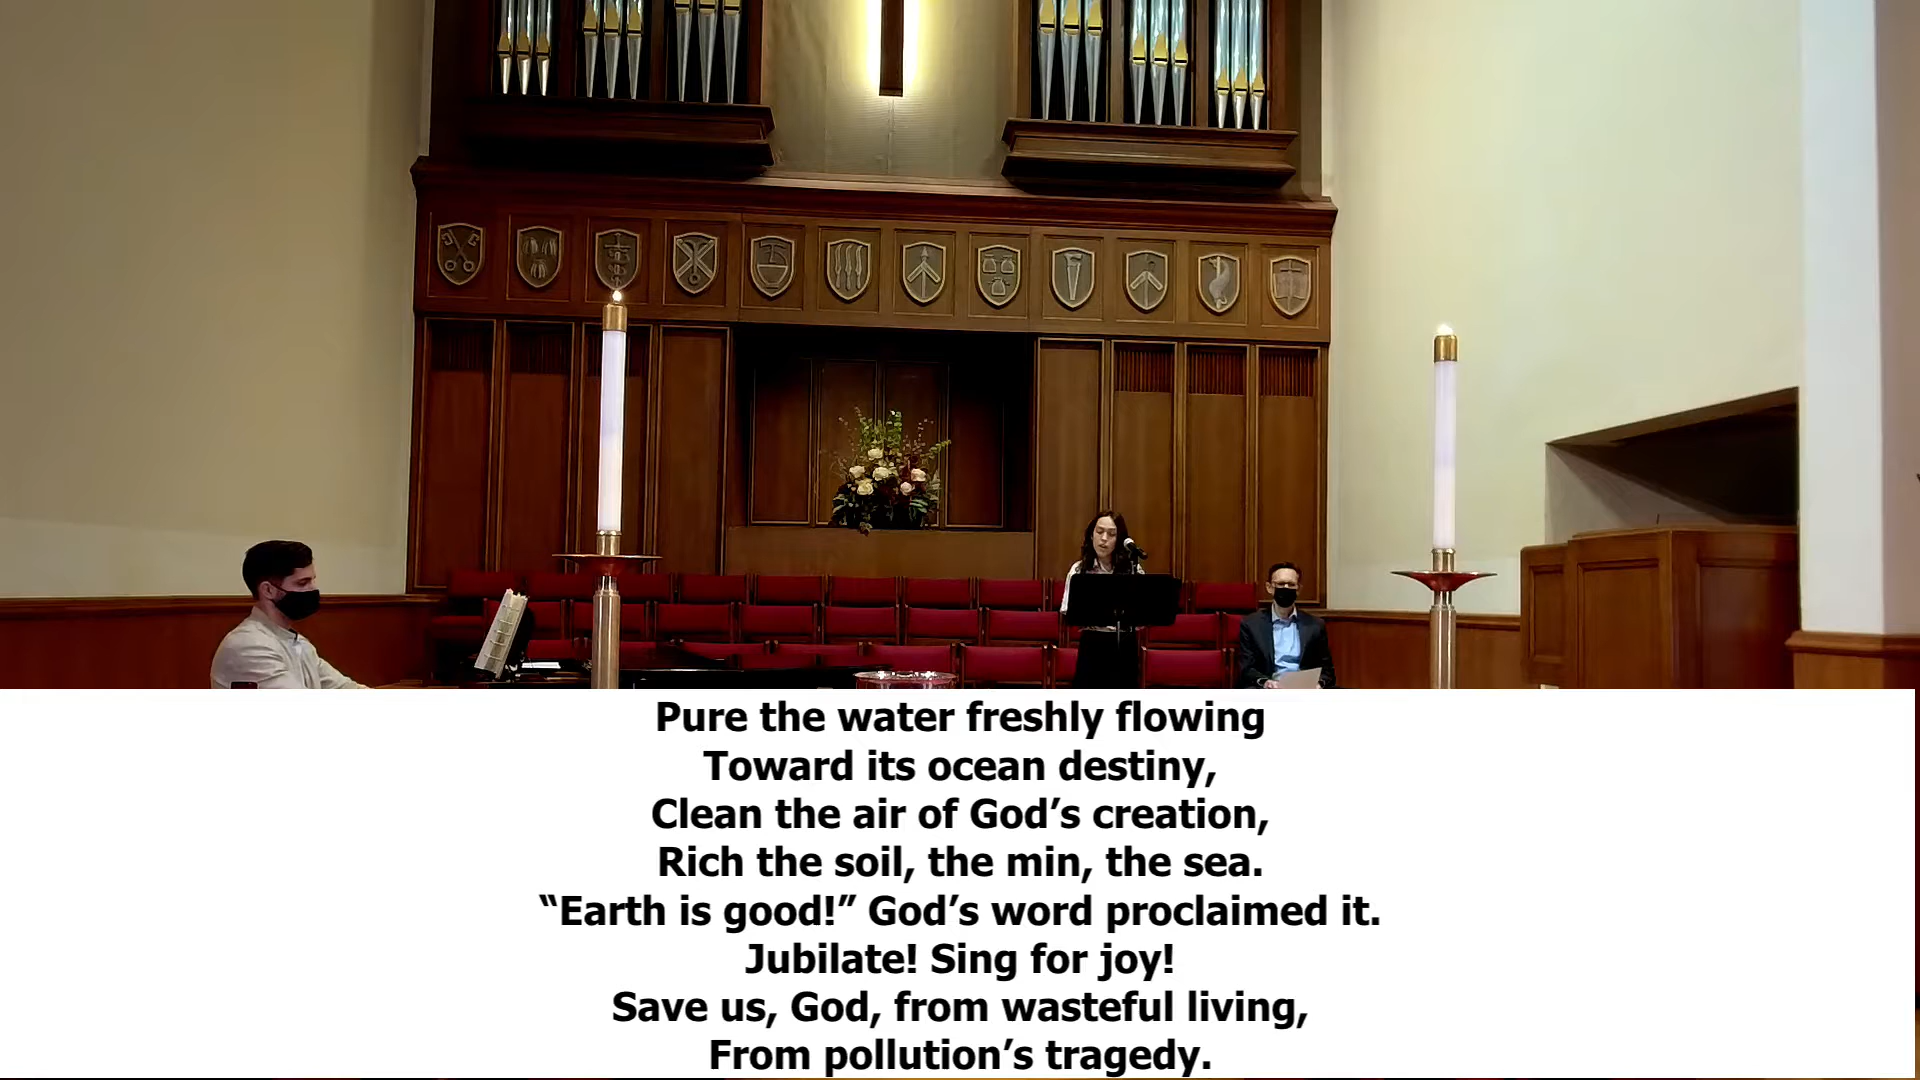 Pure the water freshly flowing
Toward its ocean destiny,
Clean the air of God’s creation,
Rich the soil, the min, the sea.
“Earth is good!” God’s word proclaimed it.
Jubilate! Sing for joy!
Save us, God, from wasteful living,
From pollution’s tragedy.